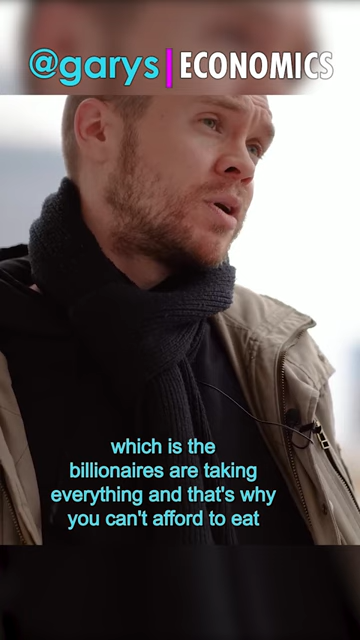 @garys|ECONOMICS
which is the
billionaires are taking
everything and that's why
you can't afford to eat